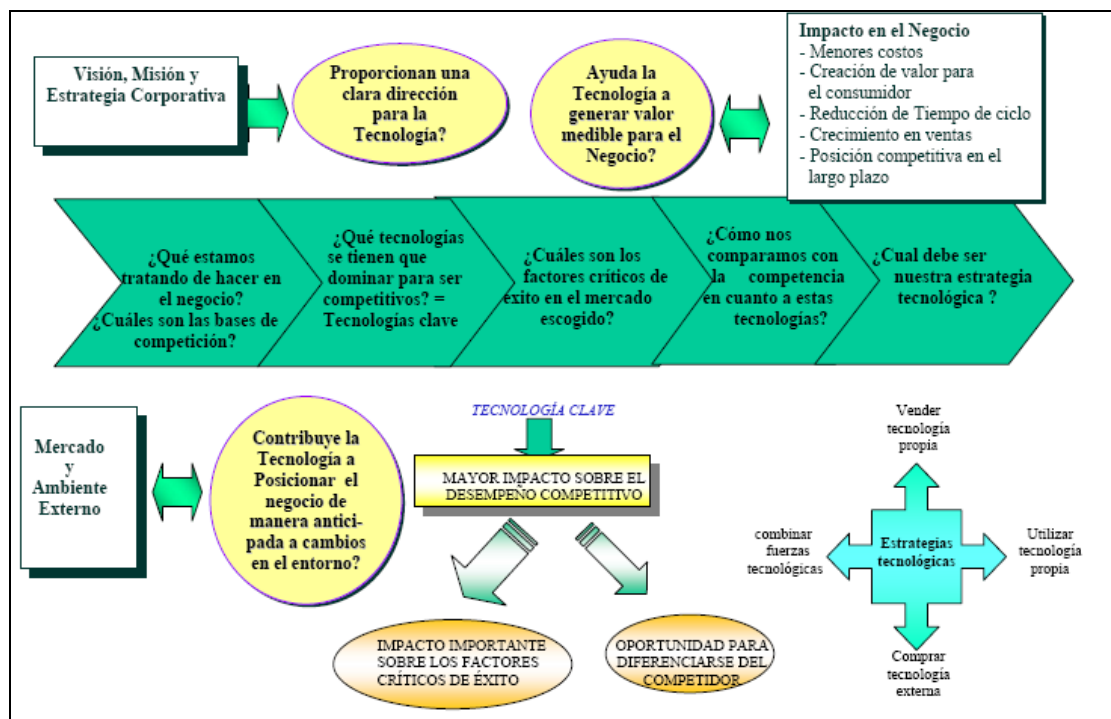 Visión, Misión y
Estrategia Corporativa
Proporcionan una
clara dirección
para la
Tecnología?
Ayuda la
Tecnología a
generar valor
medible para el
Negocio?
Impacto en el Negocio
- Menores costos
- Creación de valor para
el consumidor
- Reducción de Tiempo de ciclo
- Crecimiento en ventas
- Posición competitiva en el
largo plazo
¿Qué estamos
tratando de hacer en
el negocio?
¿Cuáles son las bases de
competición?
¿Qué tecnologías
se tienen que
dominar para ser
competitivos? =
Tecnologías clave
¿Cuáles son los
factores críticos de
éxito en el mercado
escogido?
¿Cómo nos
comparamos con
la competencia
en cuanto a estas
tecnologías?
¿Cual debe ser
nuestra estrategia
tecnológica ?
Mercado
y
Ambiente
Externo
Contribuye la
Tecnología a
Posicionar el
negocio de
manera antici-
pada a cambios
en el entorno?
TECNOLOGÍA CLAVE
MAYOR IMPACTO SOBRE EL
DESEMPEÑO COMPETITIVO
IMPACTO IMPORTANTE
SOBRE LOS FACTORES
CRÍTICOS DE ÉXITO
OPORTUNIDAD PARA
DIFERENCIARSE DEL
COMPETIDOR
Vender
tecnología
propia
combinar
fuerzas
tecnológicas
Estrategias
tecnológicas
Utilizar
tecnología
propia
Comprar
tecnología
externa